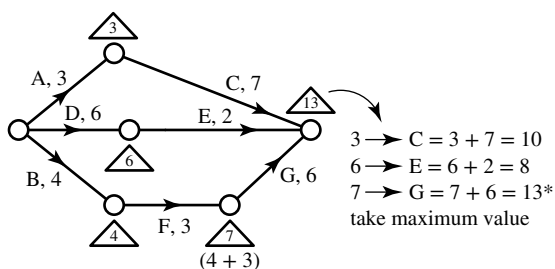 3
A, 3
C, 7
13
D, 6
E, 2
6
B, 4
G, 6
4
F, 3
7
(4 + 3)
3 → C = 3 + 7 = 10
6 → E = 6 + 2 = 8
7 → G = 7 + 6 = 13*
take maximum value